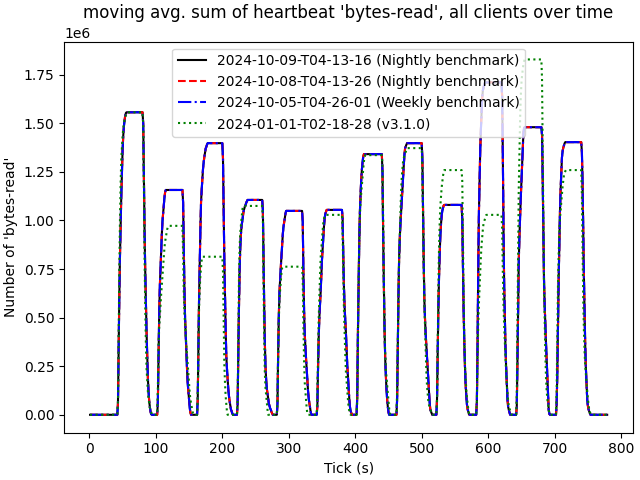 moving avg. sum of heartbeat 'bytes-read', all clients over time
1e6
2024-10-09-T04-13-16 (Nightly benchmark)
2024-10-08-T04-13-26 (Nightly benchmark)
2024-10-05-T04-26-01 (Weekly benchmark)
2024-01-01-T02-18-28 (v3.1.0)
Number of 'bytes-read'
1.75
1.50
1.25
1.00
0.75
0.50
0.25
0.00
0 100 200 300 400 500 600 700 800
Tick (s)